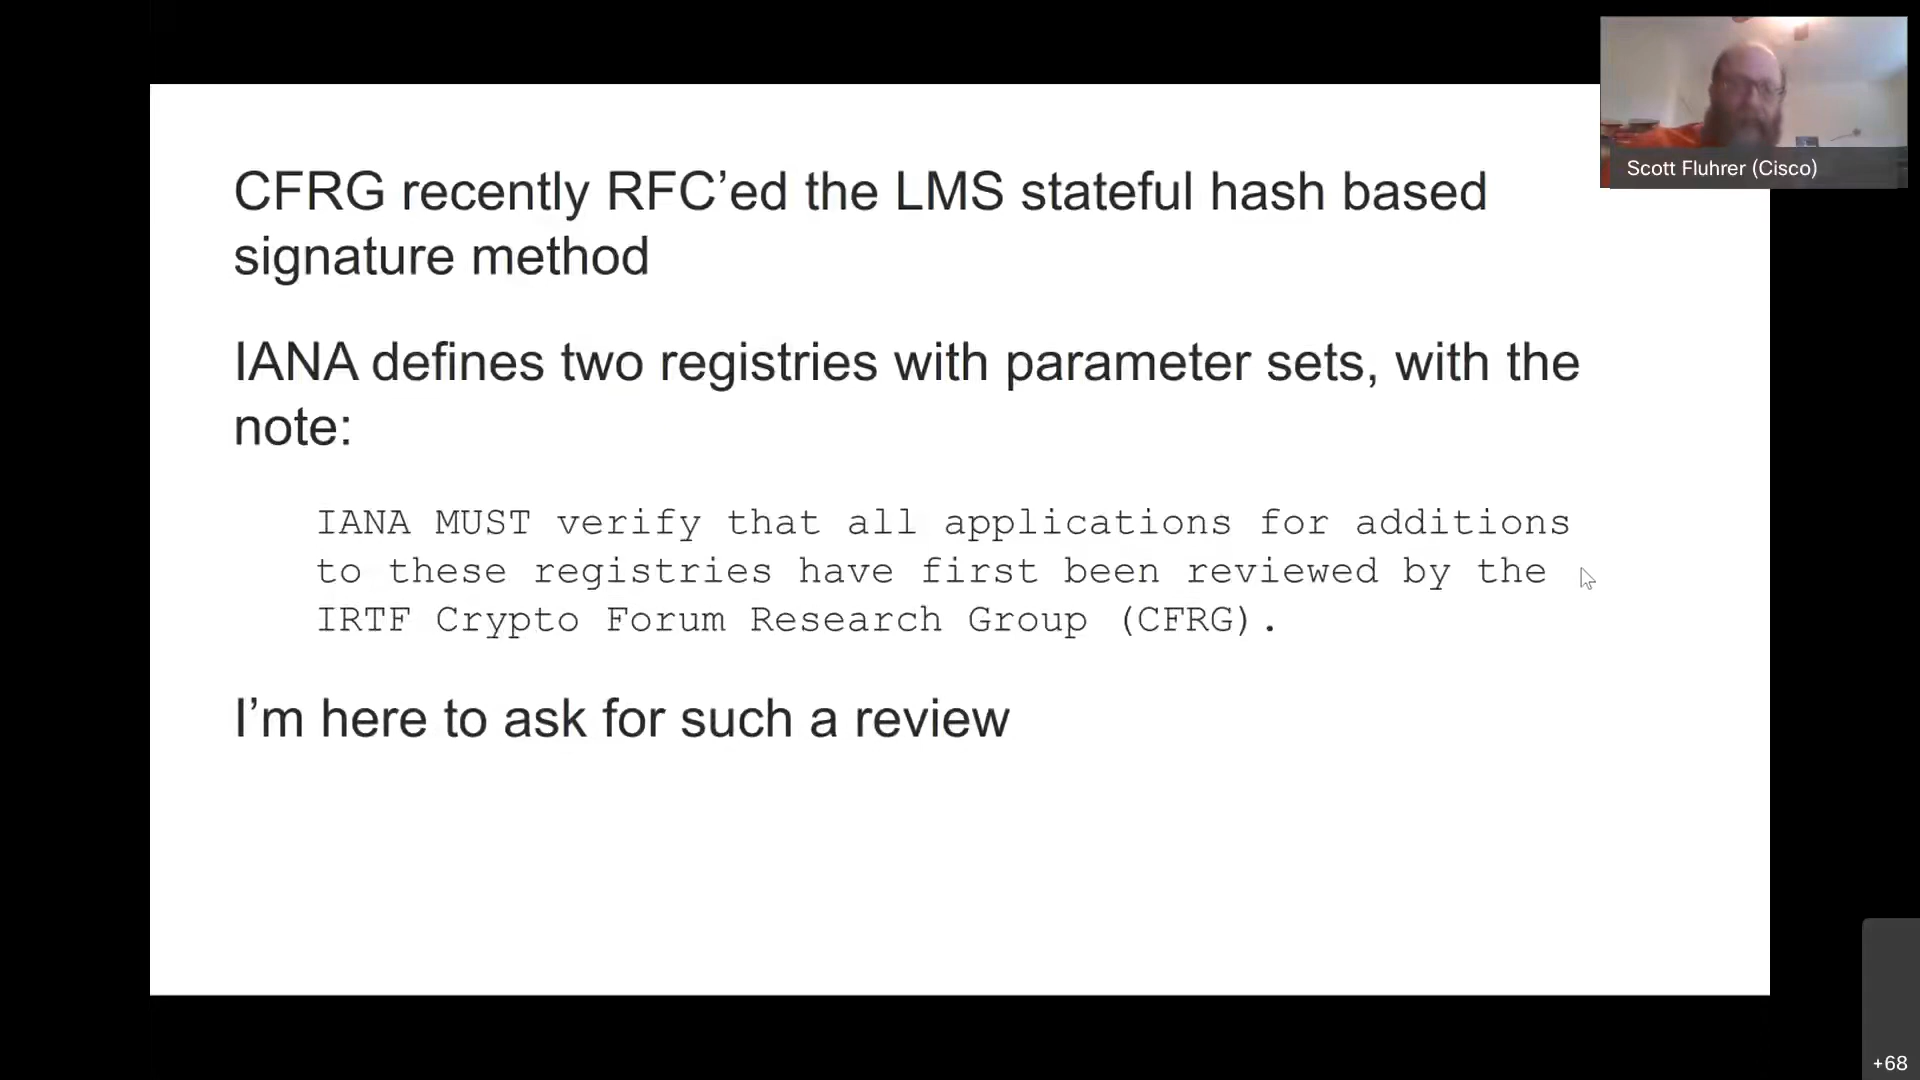 CFRG recently RFC’ed the LMS stateful hash based
signature method
IANA defines two registries with parameter sets, with the
note:
IANA MUST verify that all applications for additions
to these registries have first been reviewed by the
IRTF Crypto Forum Research Group (CFRG).
I’m here to ask for such a review
Scott Fluhrer (Cisco)
+68